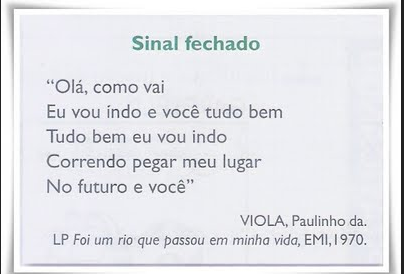 Sinal fechado
“Olá, como vai
Eu vou índo e você tudo bem
Tudo bem eu vou indo
Correndo pegar meu lugar
No futuro e você”
VIOLA, Paulinho da.
LP Foi um rio que passou em minha vida, EMI,1970.